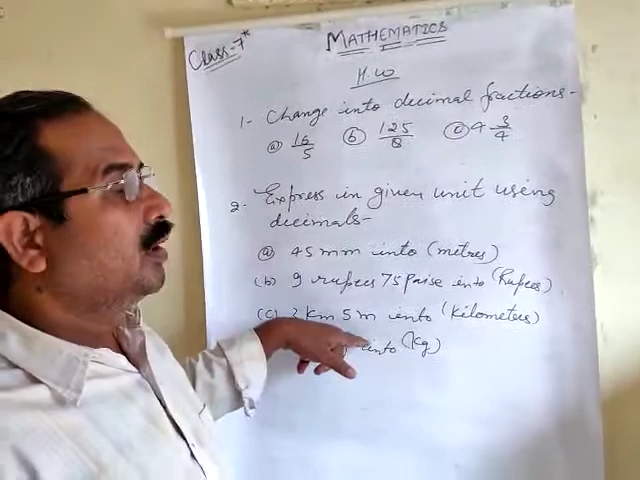 Class-7th
MATHEMATICS
H.W
1- Change into decimal fractions-
(a) 16/5 (b) 125/8 (c) 4 3/4
2- Express in given unit using
decimals-
(a) 45 mm into (metres)
(b) 9 rupees 75 Paise into (Rupees)
(c) 2 km 5 m into (kilometers)
into (kg)